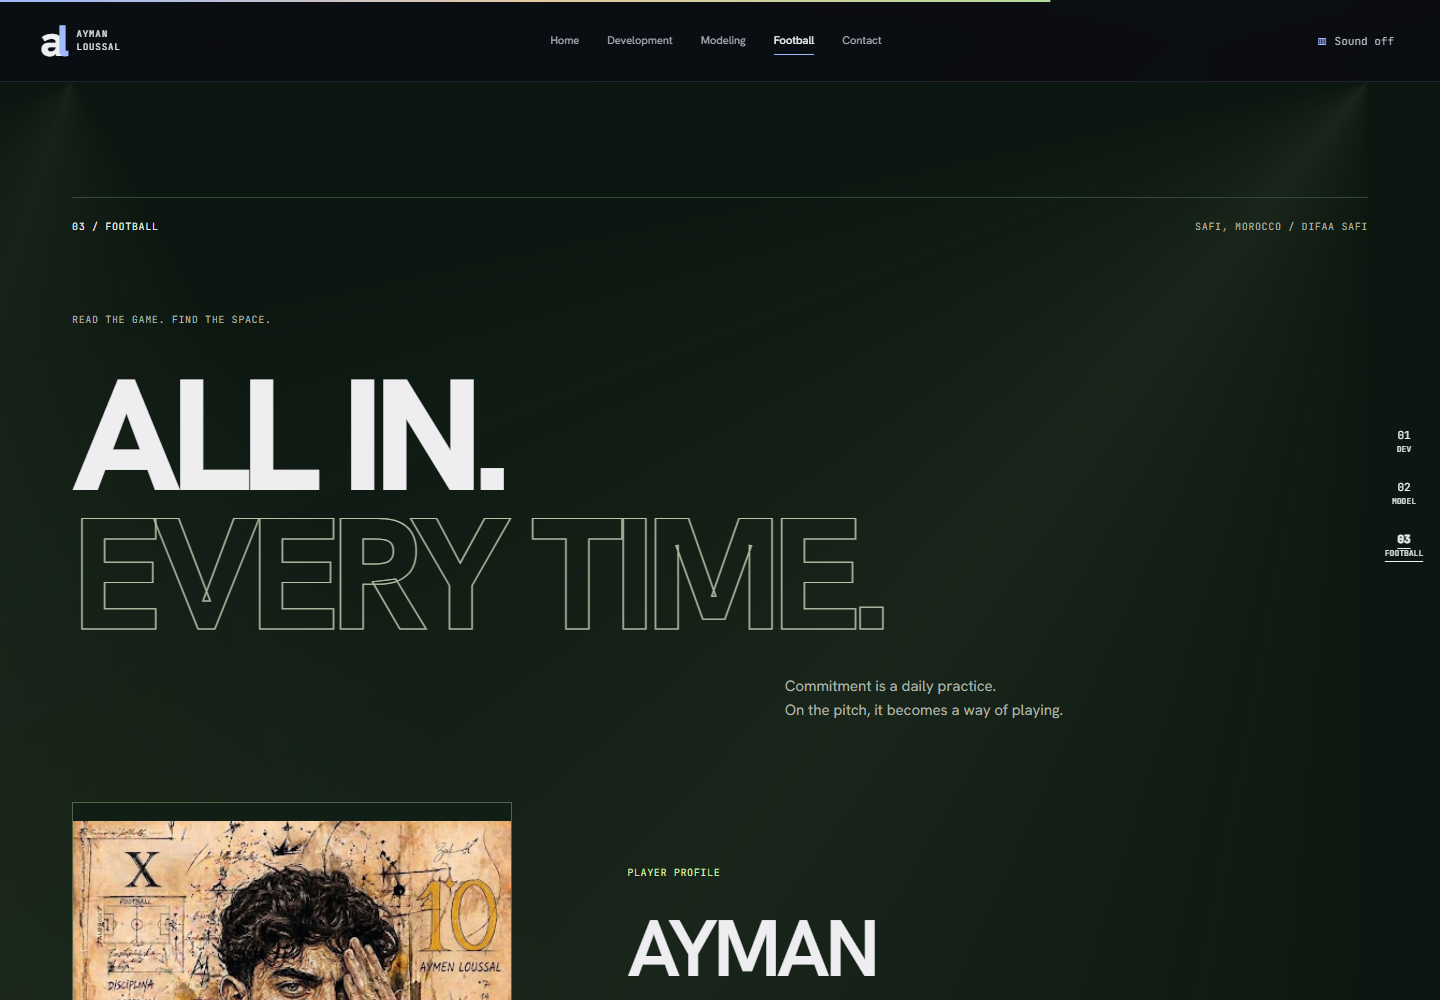 al
AYMAN
LOUSSAL
Home Development Modeling Football Contact
Sound off
03 / FOOTBALL
SAFI, MOROCCO / DIFAA SAFI
READ THE GAME. FIND THE SPACE.
ALL IN.
EVERY TIME.
01
DEV
02
MODEL
03
FOOTBALL
Commitment is a daily practice.
On the pitch, it becomes a way of playing.
X
FOOTBALL
10
AYMEN LOUSSAL
DISCIPLINA
PLAYER PROFILE
AYMAN